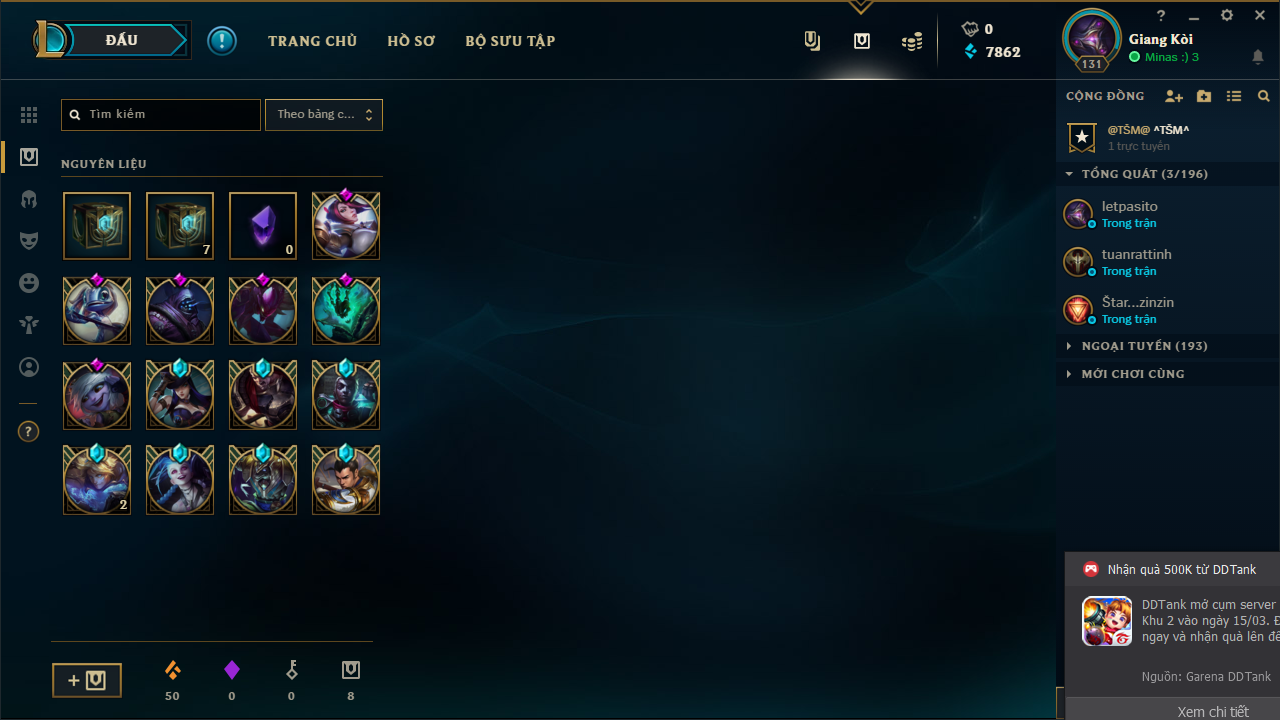 ĐẤU
!
TRANG CHỦ
HỒ SƠ
BỘ SƯU TẬP
0
7862
?
131
Giang Kòi
Minas :) 3
Tìm kiếm
Theo bảng c...
NGUYÊN LIỆU
7
0
2
?
50
0
0
8
+
CỘNG ĐỒNG
@TŠM@ ^TŠM^
1 trực tuyến
TỔNG QUÁT (3/196)
letpasito
Trong trận
tuanrattinh
Trong trận
Štar...zinzin
Trong trận
NGOẠI TUYẾN (193)
MỚI CHƠI CÙNG
Nhận quà 500K từ DDTank
DDTank mở cụm server
Khu 2 vào ngày 15/03. Đ
ngay và nhận quà lên đế
Nguồn: Garena DDTank
Xem chi tiết